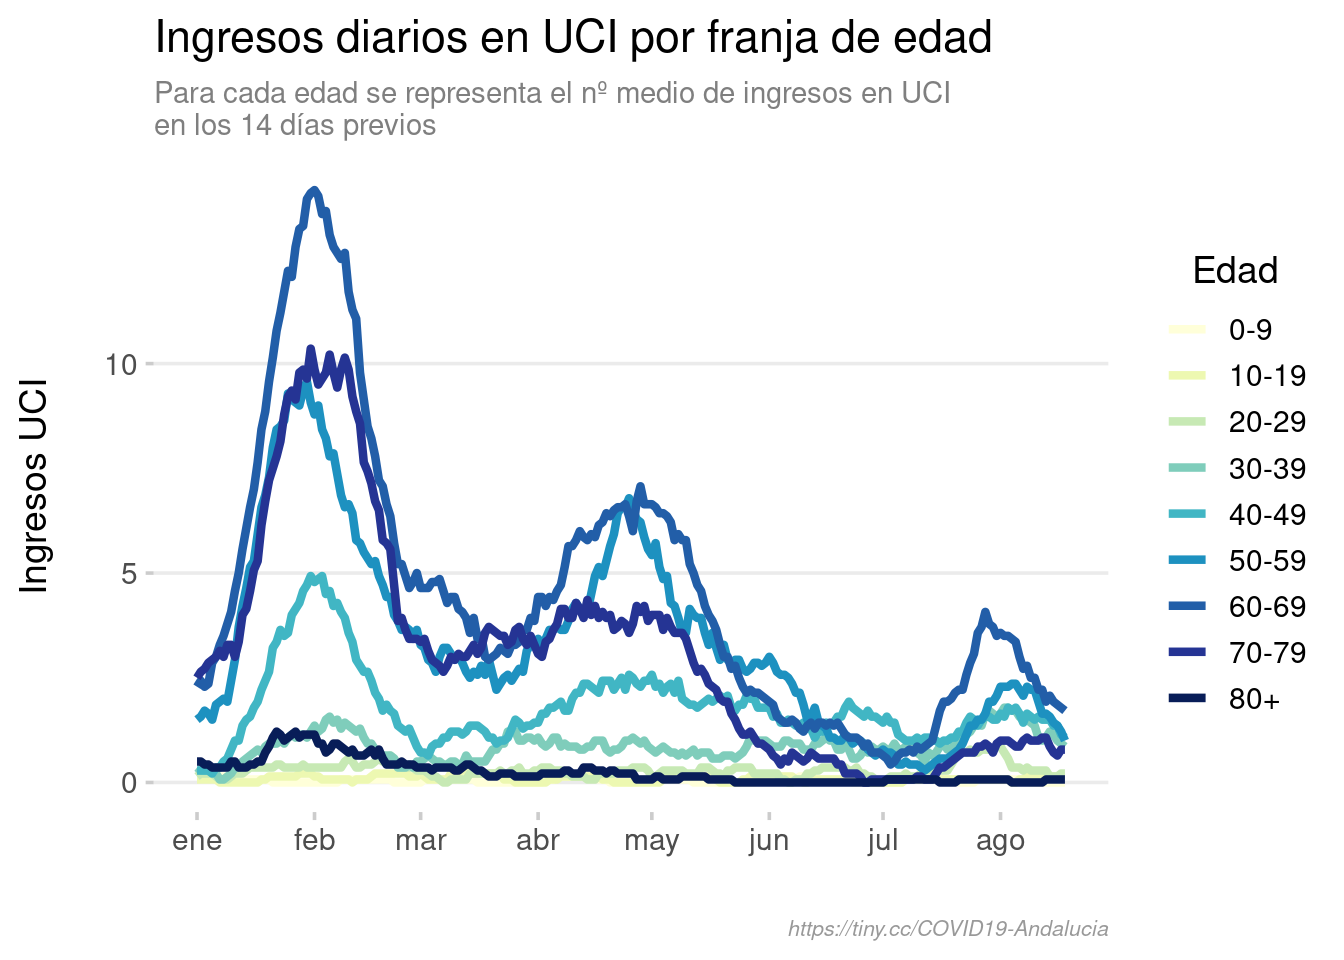 Ingresos diarios en UCI por franja de edad
Para cada edad se representa el nº medio de ingresos en UCI
en los 14 días previos
Ingresos UCI
10
5
0
ene feb mar abr may jun jul ago
Edad
0-9
10-19
20-29
30-39
40-49
50-59
60-69
70-79
80+
https://tiny.cc/COVID19-Andalucia